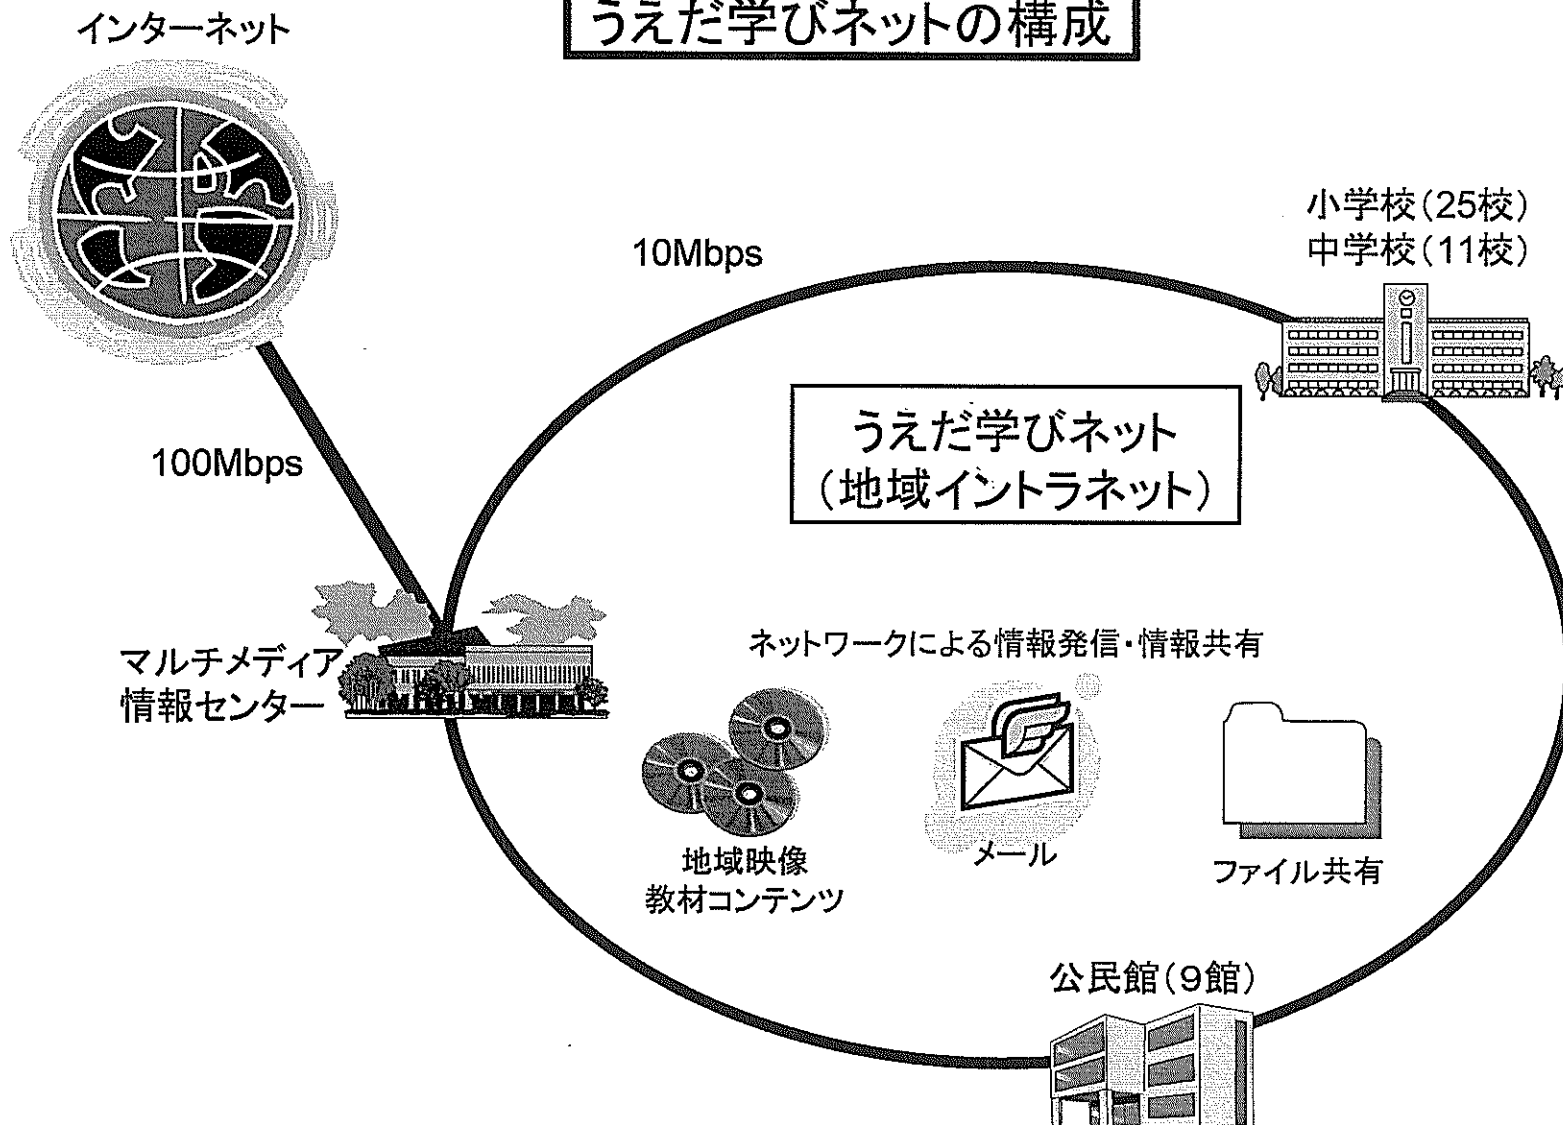 うえだ学びネットの構成
インターネット
小学校(25校)
中学校(11校)
10Mbps
うえだ学びネット
(地域イントラネット)
100Mbps
マルチメディア
情報センター
ネットワークによる情報発信・情報共有
地域映像
教材コンテンツ
メール
ファイル共有
公民館(9館)